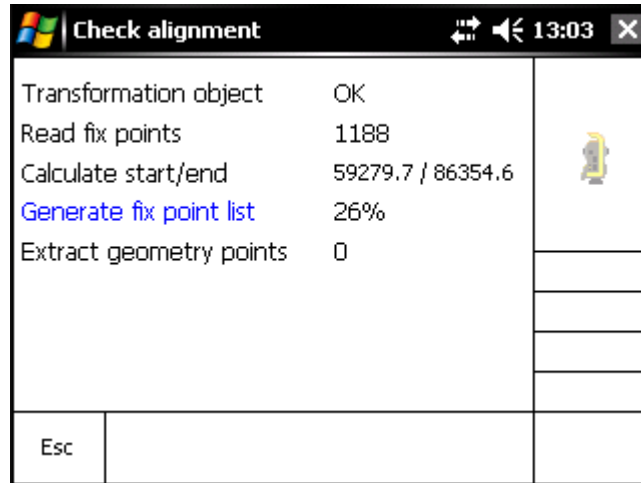 Check alignment 13:03
Transformation object OK
Read fix points 1188
Calculate start/end 59279.7 / 86354.6
Generate fix point list 26%
Extract geometry points 0
Esc